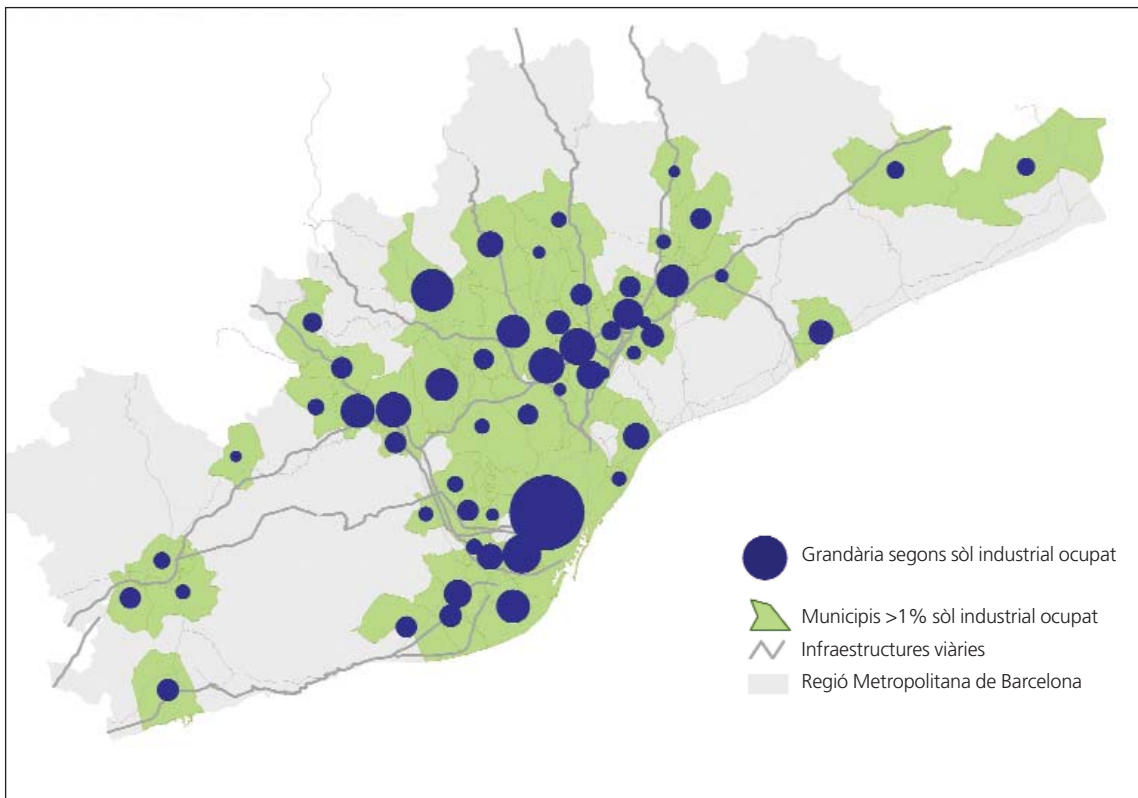 Grandària segons sòl industrial ocupat
Municipis >1% sòl industrial ocupat
Infraestructures viàries
Regió Metropolitana de Barcelona